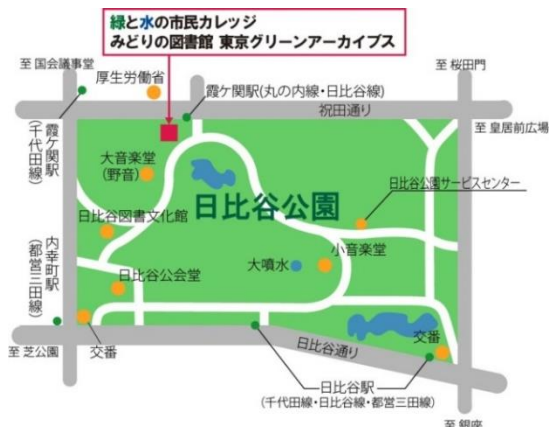 緑と水の市民カレッジ
みどりの図書館 東京グリーンアーカイブス
至 国会議事堂
厚生労働省
霞ケ関駅(丸の内線・日比谷線)
祝田通り
至 桜田門
至 皇居前広場
霞ケ関駅
(千代田線)
大音楽堂
(野音)
日比谷公園サービスセンター
日比谷図書文化館
日比谷公園
内幸町駅
(都営三田線)
小音楽堂
大噴水
日比谷公会堂
至 芝公園
交番
日比谷通り
交番
日比谷駅
(千代田線・日比谷線・都営三田線)
至 銀座